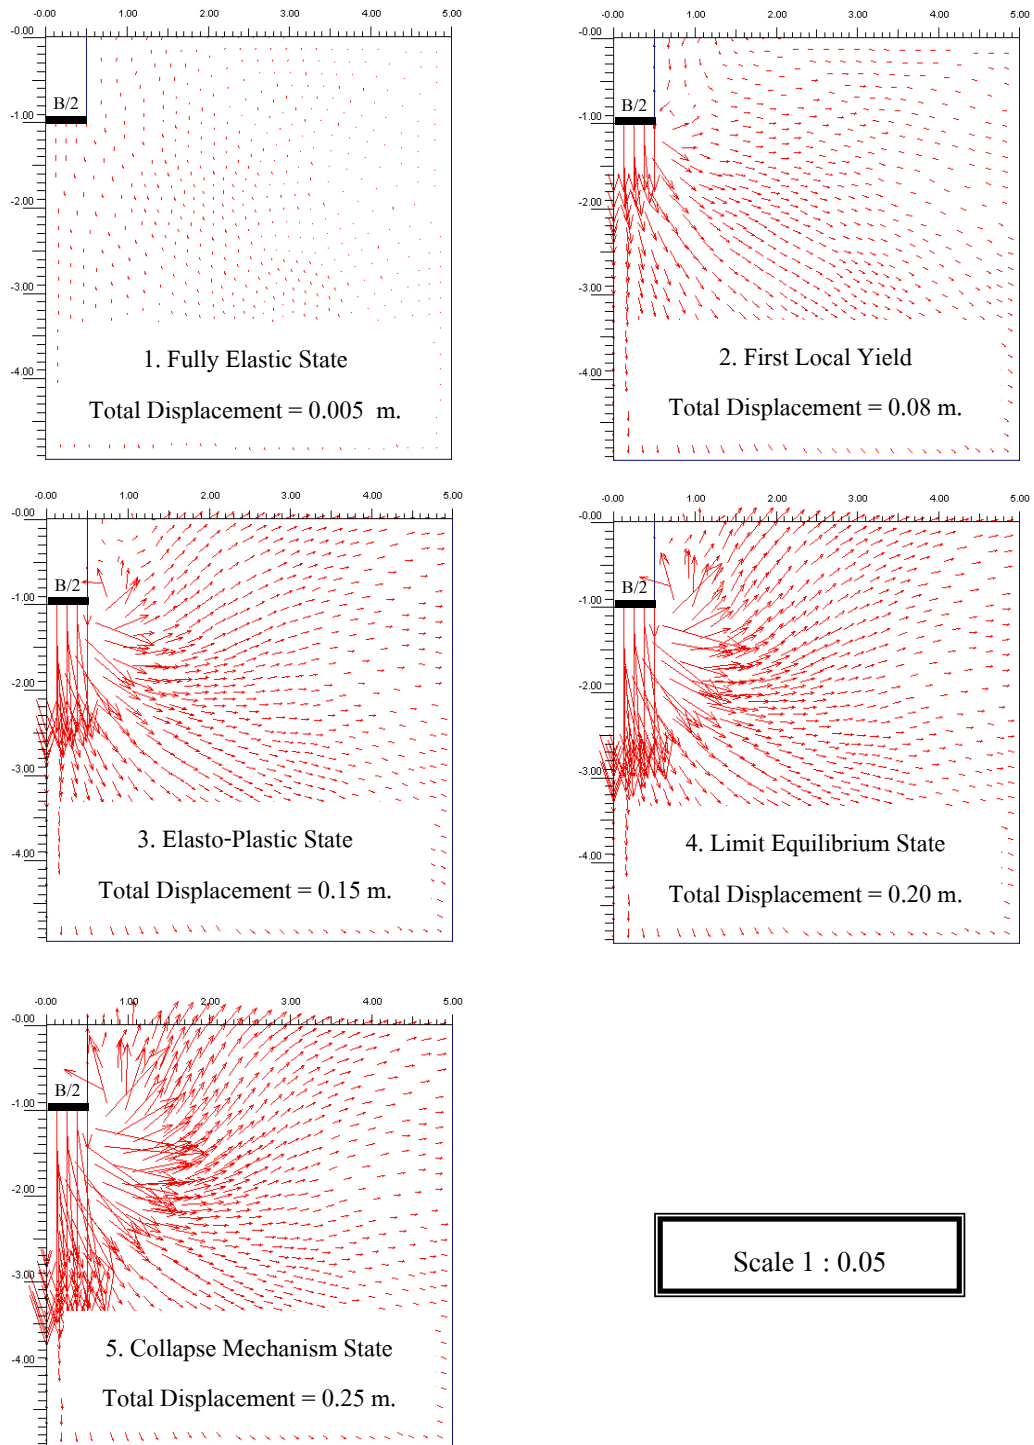 -0.00 1.00 2.00 3.00 4.00 5.00
-0.00
B/2
-1.00
-2.00
-3.00
-4.00
1. Fully Elastic State
Total Displacement = 0.005 m.
-0.00 1.00 2.00 3.00 4.00 5.00
-0.00
B/2
-1.00
-2.00
-3.00
-4.00
2. First Local Yield
Total Displacement = 0.08 m.
-0.00 1.00 2.00 3.00 4.00 5.00
-0.00
B/2
-1.00
-2.00
-3.00
-4.00
3. Elasto-Plastic State
Total Displacement = 0.15 m.
-0.00 1.00 2.00 3.00 4.00 5.00
-0.00
B/2
-1.00
-2.00
-3.00
-4.00
4. Limit Equilibrium State
Total Displacement = 0.20 m.
-0.00 1.00 2.00 3.00 4.00 5.00
-0.00
B/2
-1.00
-2.00
-3.00
-4.00
5. Collapse Mechanism State
Total Displacement = 0.25 m.
Scale 1 : 0.05